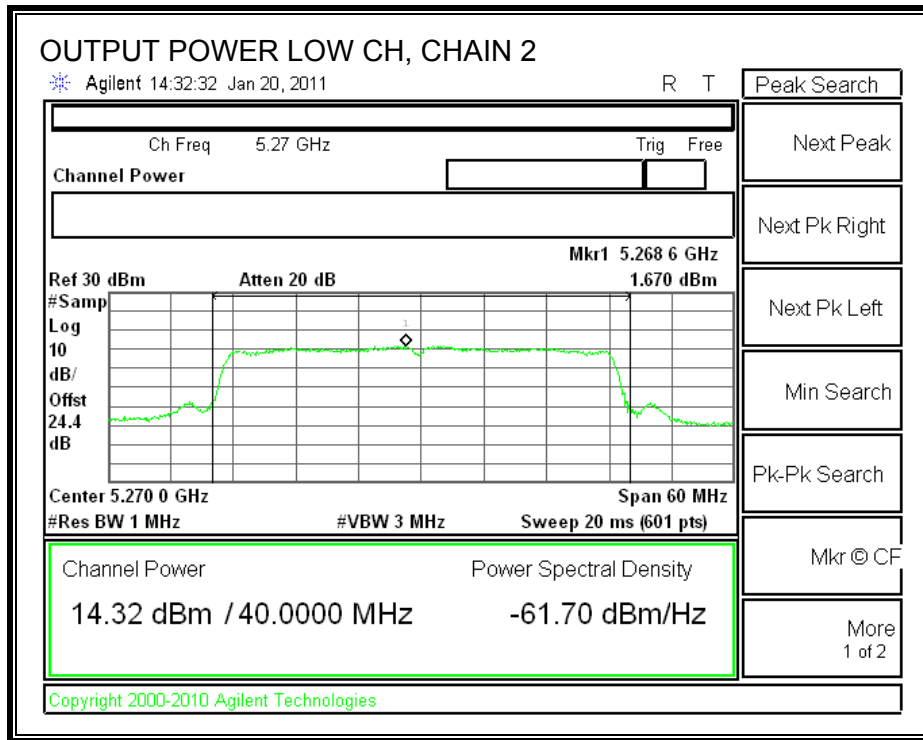 OUTPUT POWER LOW CH, CHAIN 2
Agilent 14:32:32 Jan 20, 2011 R T
Peak Search
Ch Freq 5.27 GHz Trig Free
Channel Power
Mkr1 5.268 6 GHz
Ref 30 dBm Atten 20 dB 1.670 dBm
#Samp
Log
10
dB/
Offst
24.4
dB
1
Center 5.270 0 GHz Span 60 MHz
#Res BW 1 MHz #VBW 3 MHz Sweep 20 ms (601 pts)
Channel Power Power Spectral Density
14.32 dBm / 40.0000 MHz -61.70 dBm/Hz
Copyright 2000-2010 Agilent Technologies
Next Peak
Next Pk Right
Next Pk Left
Min Search
Pk-Pk Search
Mkr © CF
More
1 of 2